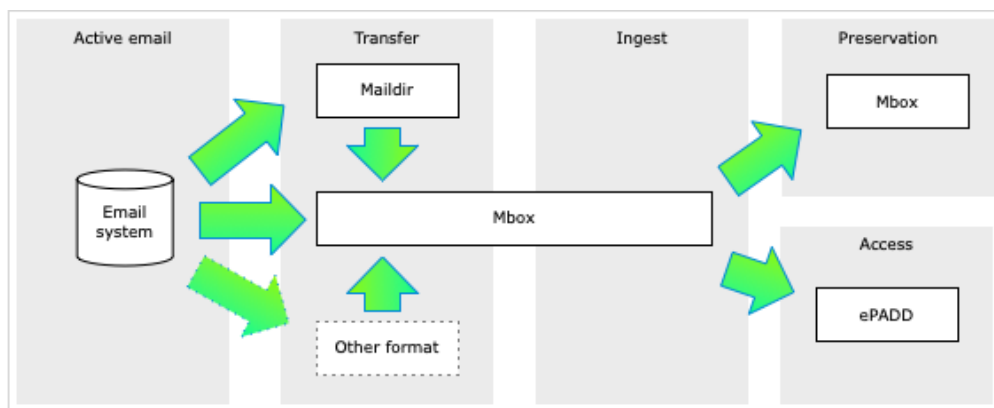 Active email
Transfer
Ingest
Preservation
Maildir
Mbox
Email
system
Mbox
Access
ePADD
Other format